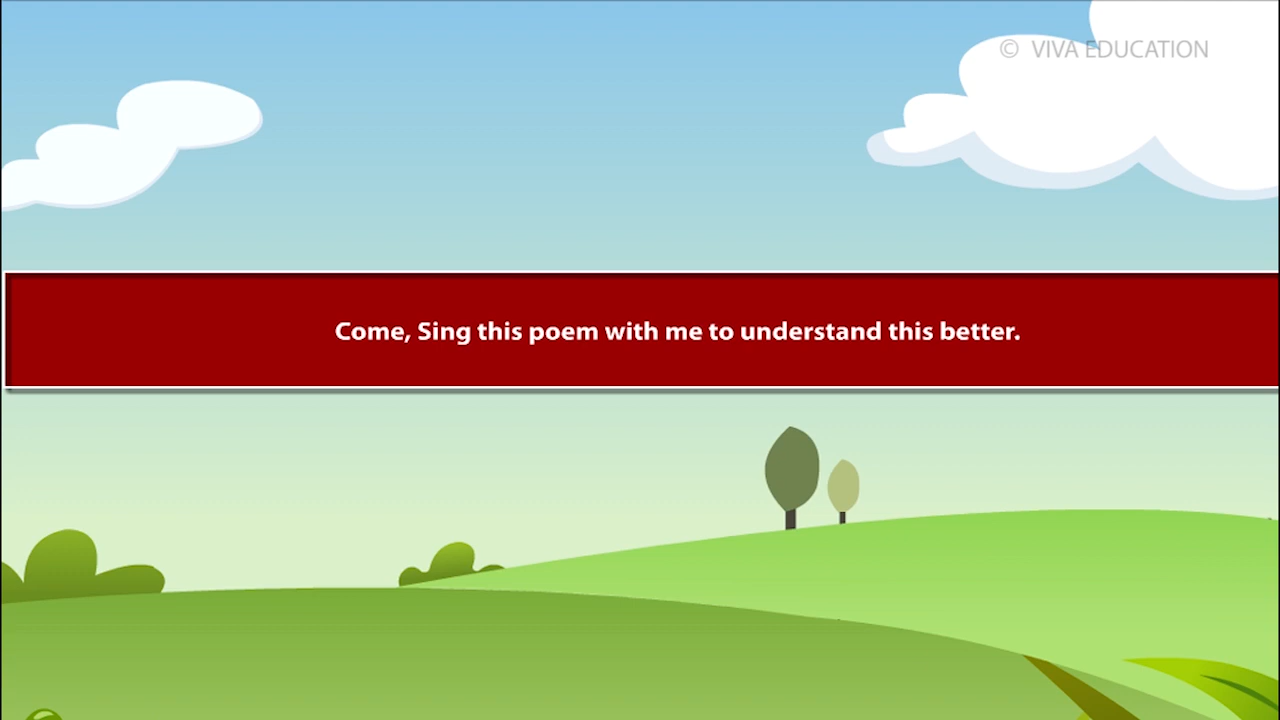 © VIVA EDUCATION
Come, Sing this poem with me to understand this better.